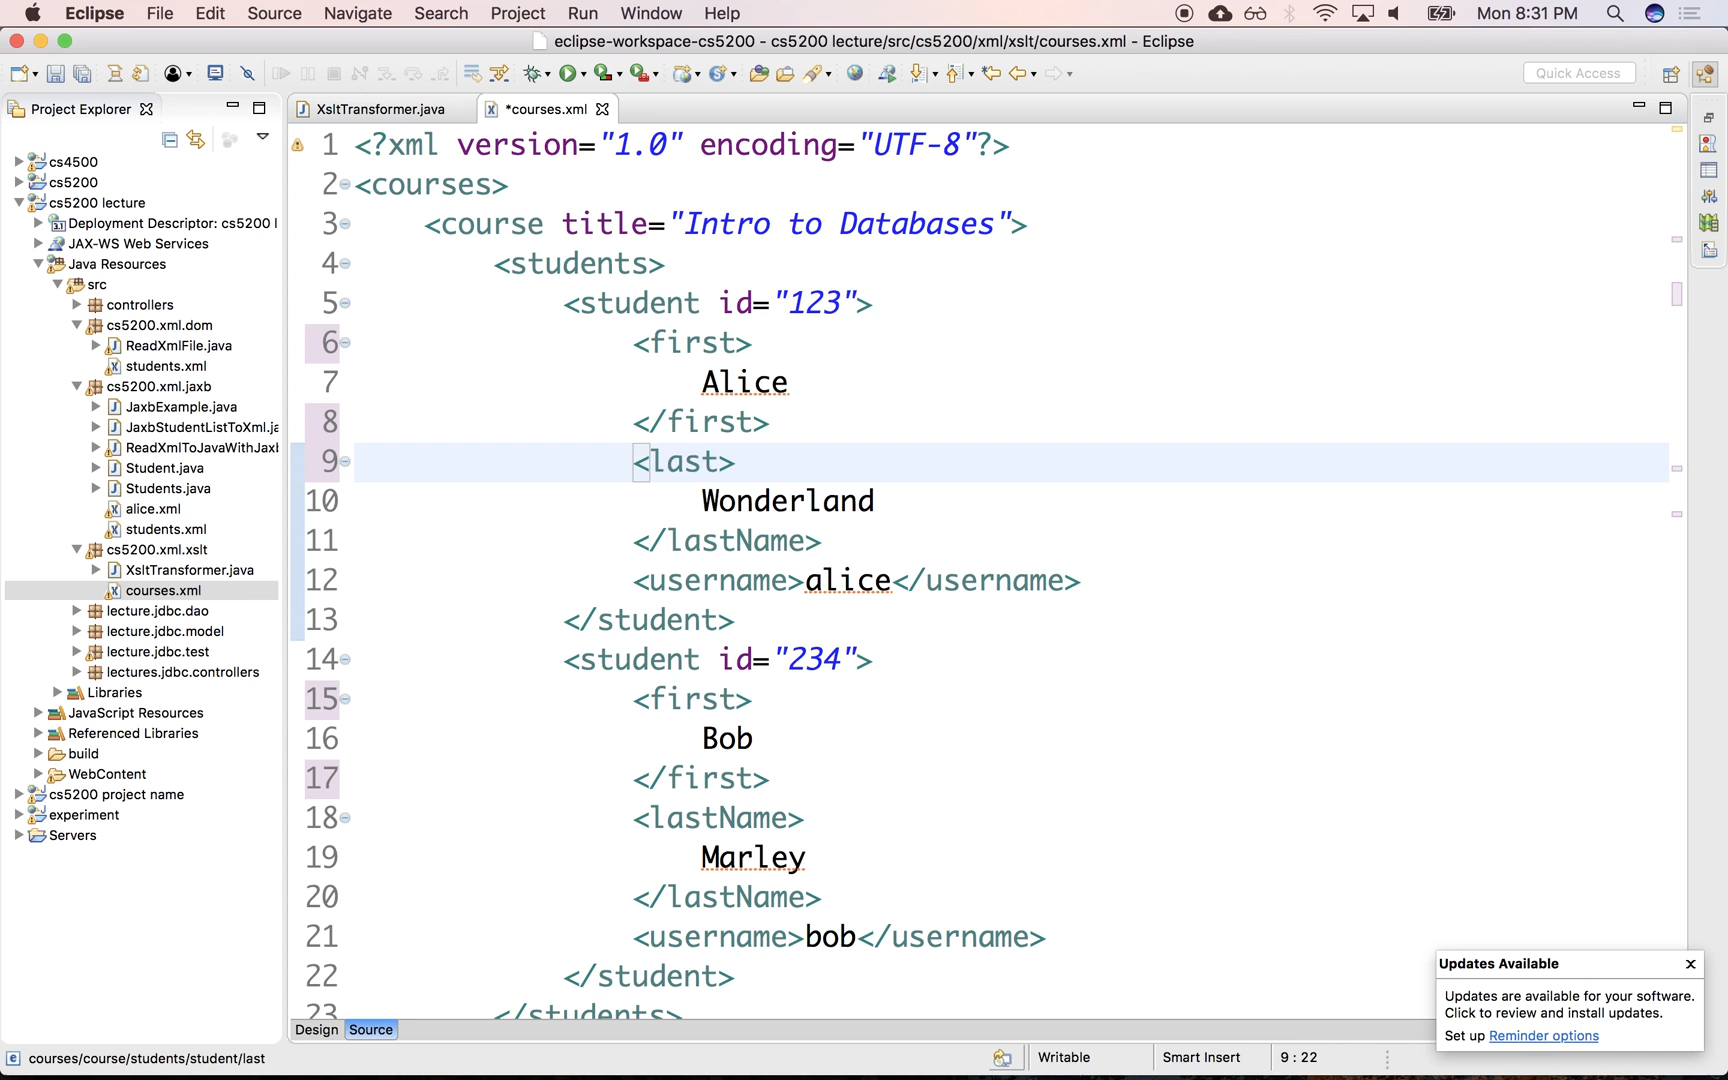 Eclipse File Edit Source Navigate Search Project Run Window Help Mon 8:31 PM
eclipse-workspace-cs5200 - cs5200 lecture/src/cs5200/xml/xslt/courses.xml - Eclipse
Quick Access
Project Explorer
cs4500
cs5200
cs5200 lecture
Deployment Descriptor: cs5200 l
JAX-WS Web Services
Java Resources
src
controllers
cs5200.xml.dom
ReadXmlFile.java
students.xml
cs5200.xml.jaxb
JaxbExample.java
JaxbStudentListToXml.ja
ReadXmlToJavaWithJaxb
Student.java
Students.java
alice.xml
students.xml
cs5200.xml.xslt
XsltTransformer.java
courses.xml
lecture.jdbc.dao
lecture.jdbc.model
lecture.jdbc.test
lectures.jdbc.controllers
Libraries
JavaScript Resources
Referenced Libraries
build
WebContent
cs5200 project name
experiment
Servers
XsltTransformer.java *courses.xml
1 <?xml version="1.0" encoding="UTF-8"?>
2 <courses>
3 <course title="Intro to Databases">
4 <students>
5 <student id="123">
6 <first>
7 Alice
8 </first>
9 <last>
10 Wonderland
11 </lastName>
12 <username>alice</username>
13 </student>
14 <student id="234">
15 <first>
16 Bob
17 </first>
18 <lastName>
19 Marley
20 </lastName>
21 <username>bob</username>
22 </student>
23 </students>
Design Source
Updates Available
Updates are available for your software.
Click to review and install updates.
Set up Reminder options
courses/course/students/student/last Writable Smart Insert 9 : 22